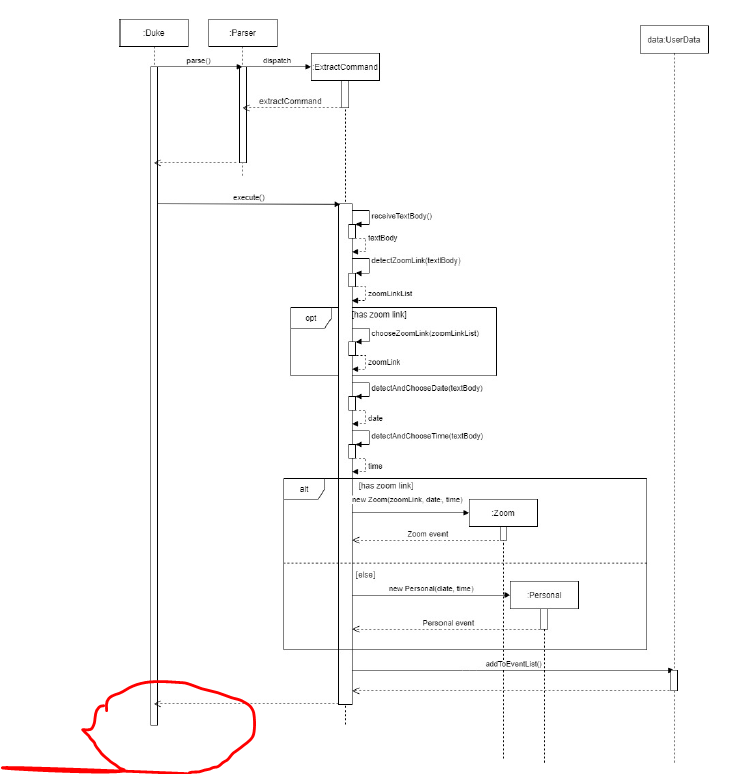 :Duke
:Parser
data:UserData
parse()
dispatch
:ExtractCommand
extractCommand
execute()
receiveTextBody()
textBody
detectZoomLink(textBody)
zoomLinkList
opt
[has zoom link]
chooseZoomLink(zoomLinkList)
zoomLink
detectAndChooseDate(textBody)
date
detectAndChooseTime(textBody)
time
alt
[has zoom link]
new Zoom(zoomLink, date, time)
:Zoom
Zoom event
[else]
new Personal(date, time)
:Personal
Personal event
addToEventList()